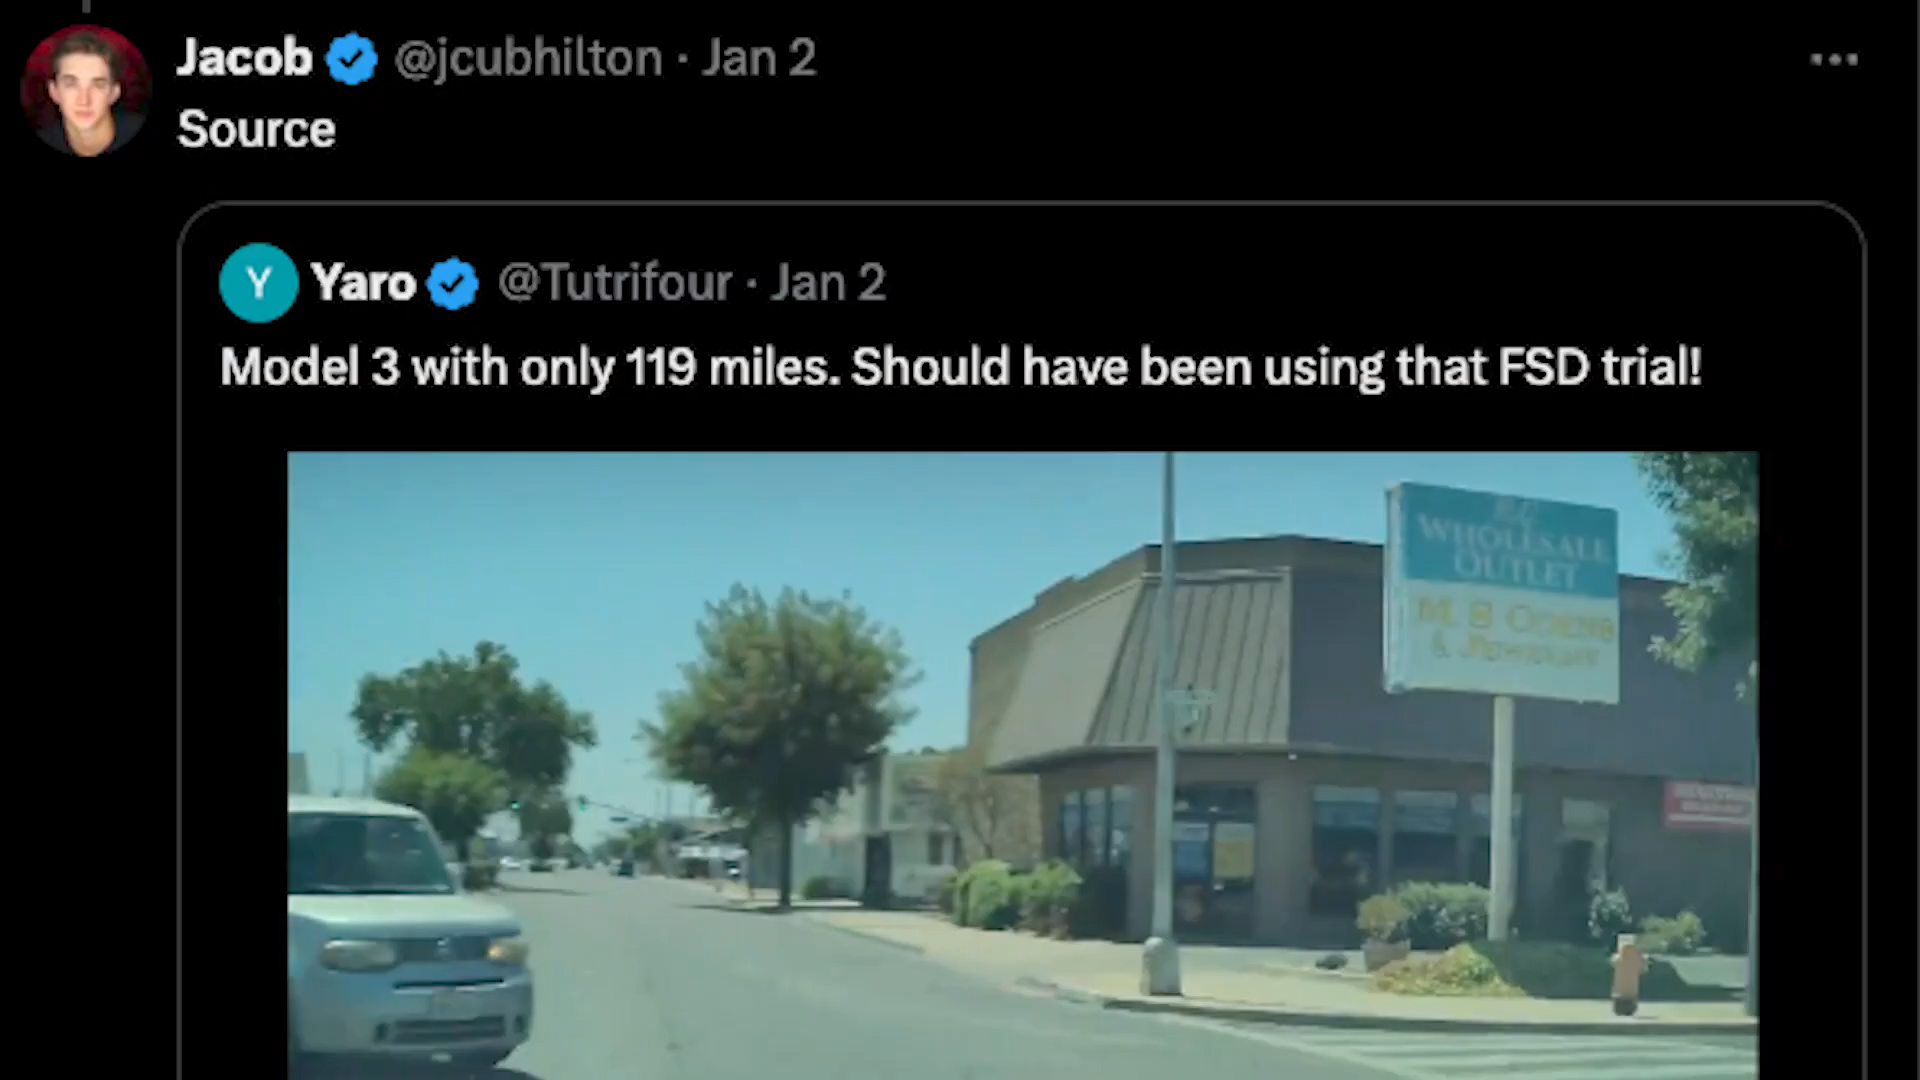 Jacob @jcubhilton · Jan 2
Source
Y Yaro @Tutrifour · Jan 2
Model 3 with only 119 miles. Should have been using that FSD trial!
WHOLESALE
OUTLET